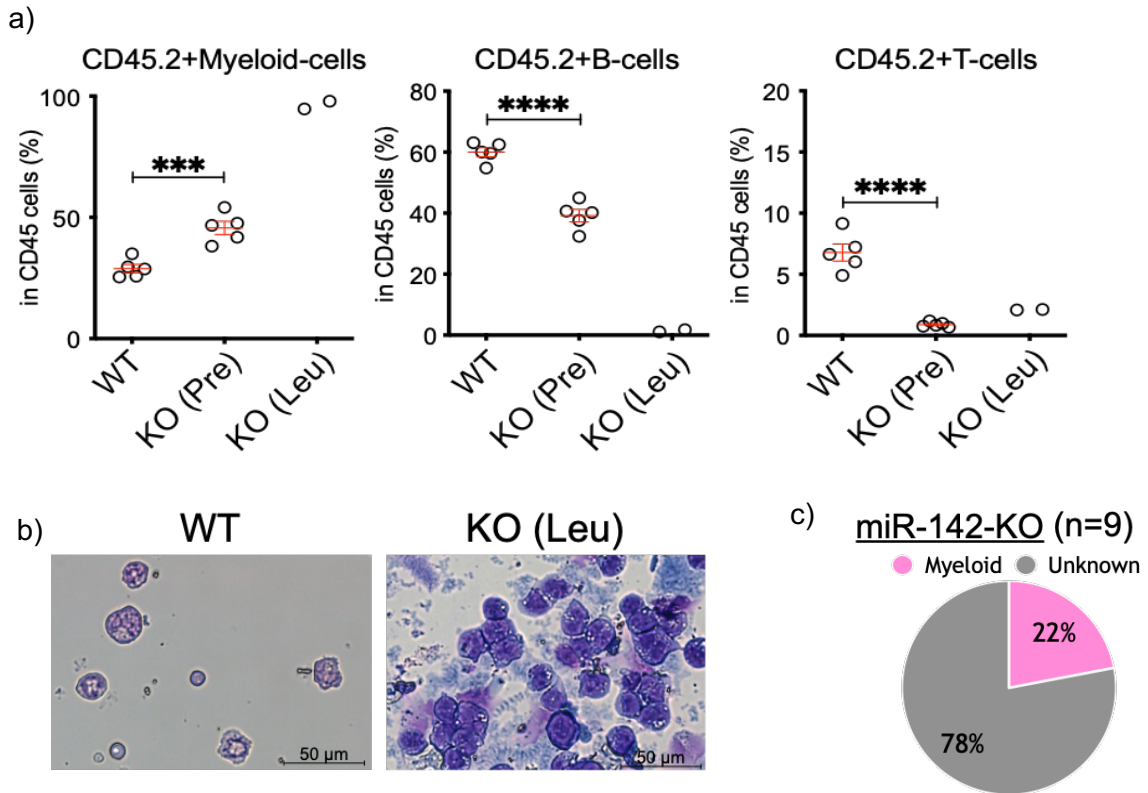 a)
CD45.2+Myeloid-cells
in CD45 cells (%)
100
50
0
***
WT
KO (Pre)
KO (Leu)
CD45.2+B-cells
in CD45 cells (%)
80
60
40
20
0
****
WT
KO (Pre)
KO (Leu)
CD45.2+T-cells
in CD45 cells (%)
20
15
10
5
0
****
WT
KO (Pre)
KO (Leu)
b)
WT
50 µm
KO (Leu)
50 µm
c)
miR-142-KO (n=9)
Myeloid Unknown
22%
78%